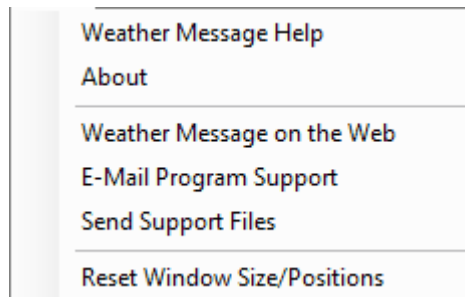 Weather Message Help
About
Weather Message on the Web
E-Mail Program Support
Send Support Files
Reset Window Size/Positions